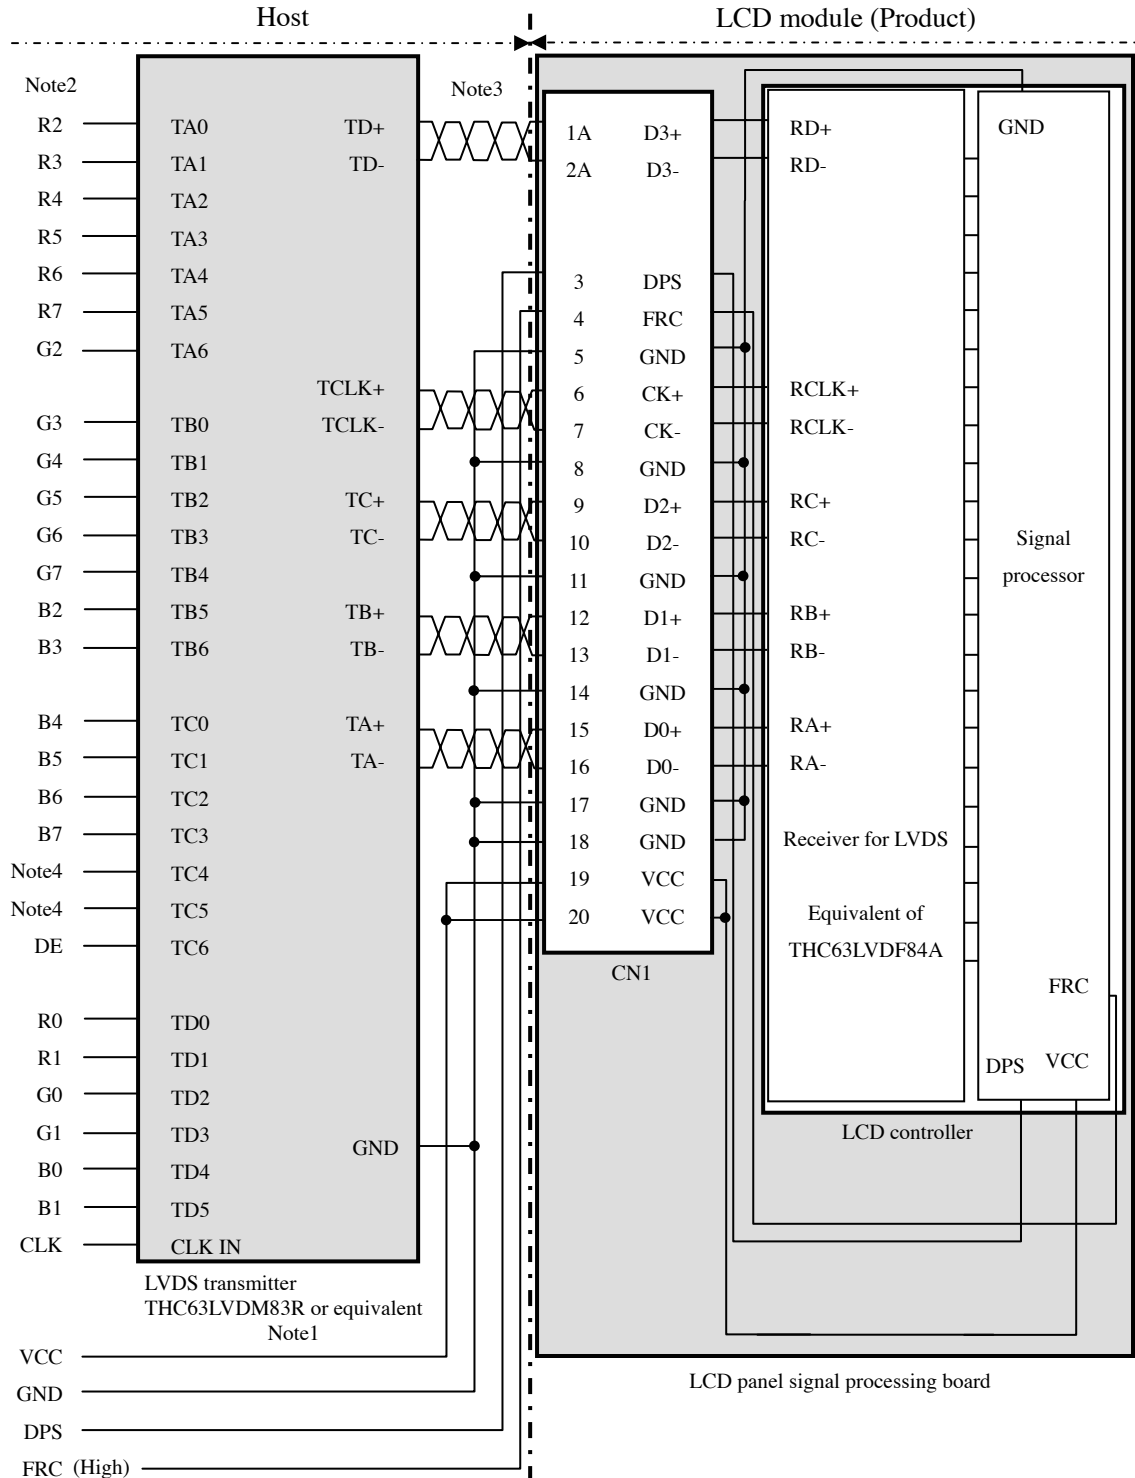 Host
LCD module (Product)
Note2
Note3
R2 TA0 TD+ 1A D3+ RD+ GND
R3 TA1 TD- 2A D3- RD-
R4 TA2
R5 TA3
R6 TA4 3 DPS
R7 TA5 4 FRC
G2 TA6 5 GND
TCLK+ 6 CK+ RCLK+
G3 TB0 TCLK- 7 CK- RCLK-
G4 TB1 8 GND
G5 TB2 TC+ 9 D2+ RC+
G6 TB3 TC- 10 D2- RC- Signal
G7 TB4 11 GND processor
B2 TB5 TB+ 12 D1+ RB+
B3 TB6 TB- 13 D1- RB-
14 GND
B4 TC0 TA+ 15 D0+ RA+
B5 TC1 TA- 16 D0- RA-
B6 TC2 17 GND
B7 TC3 18 GND Receiver for LVDS
Note4 TC4 19 VCC
Note4 TC5 20 VCC Equivalent of
DE TC6 THC63LVDF84A
CN1
FRC
R0 TD0
R1 TD1 DPS VCC
G0 TD2
G1 TD3 GND LCD controller
B0 TD4
B1 TD5
CLK CLK IN
LVDS transmitter
THC63LVDM83R or equivalent
Note1
VCC
LCD panel signal processing board
GND
DPS
FRC (High)